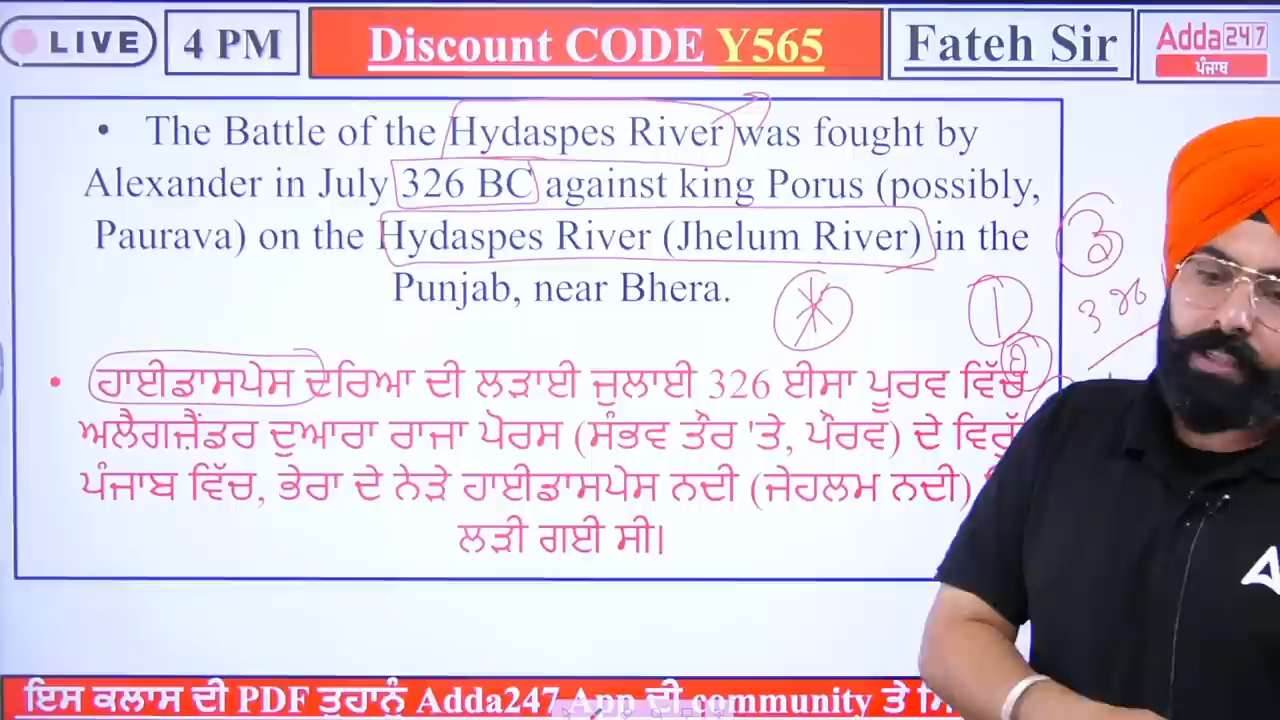 LIVE
4 PM
Discount CODE Y565
Fateh Sir
Adda247
ਪੰਜਾਬ
• The Battle of the Hydaspes River was fought by
Alexander in July 326 BC against king Porus (possibly,
Paurava) on the Hydaspes River (Jhelum River) in the
Punjab, near Bhera.
3
326
1
• ਹਾਈਡਾਸਪੇਸ ਦਰਿਆ ਦੀ ਲੜਾਈ ਜੁਲਾਈ 326 ਈਸਾ ਪੂਰਵ ਵਿੱਚ
ਅਲੈਗਜ਼ੈਂਡਰ ਦੁਆਰਾ ਰਾਜਾ ਪੋਰਸ (ਸੰਭਵ ਤੌਰ 'ਤੇ, ਪੌਰਵ) ਦੇ
ਪੰਜਾਬ ਵਿੱਚ, ਭੇਰਾ ਦੇ ਨੇੜੇ ਹਾਈਡਾਸਪੇਸ ਨਦੀ (ਜੇਹਲਮ ਨਦੀ)
ਲੜੀ ਗਈ ਸੀ।
ਇਸ ਕਲਾਸ ਦੀ PDF ਤੁਹਾਨੂੰ Adda247 App ਦੀ community ਤੇ